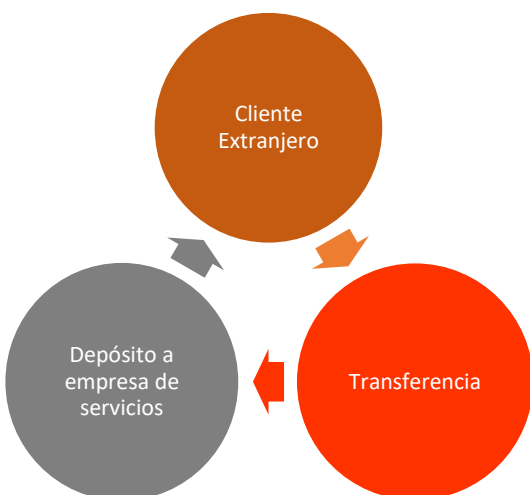 Cliente
Extranjero
Transferencia
Depósito a
empresa de
servicios